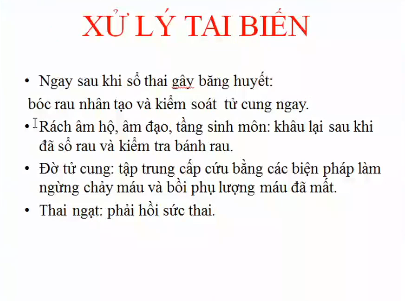 XỬ LÝ TAI BIẾN
• Ngay sau khi sổ thai gây băng huyết:
bóc rau nhân tạo và kiểm soát tử cung ngay.
• Rách âm hộ, âm đạo, tầng sinh môn: khâu lại sau khi
đã sổ rau và kiểm tra bánh rau.
• Đờ tử cung: tập trung cấp cứu bằng các biện pháp làm
ngừng chảy máu và bồi phụ lượng máu đã mất.
• Thai ngạt: phải hồi sức thai.